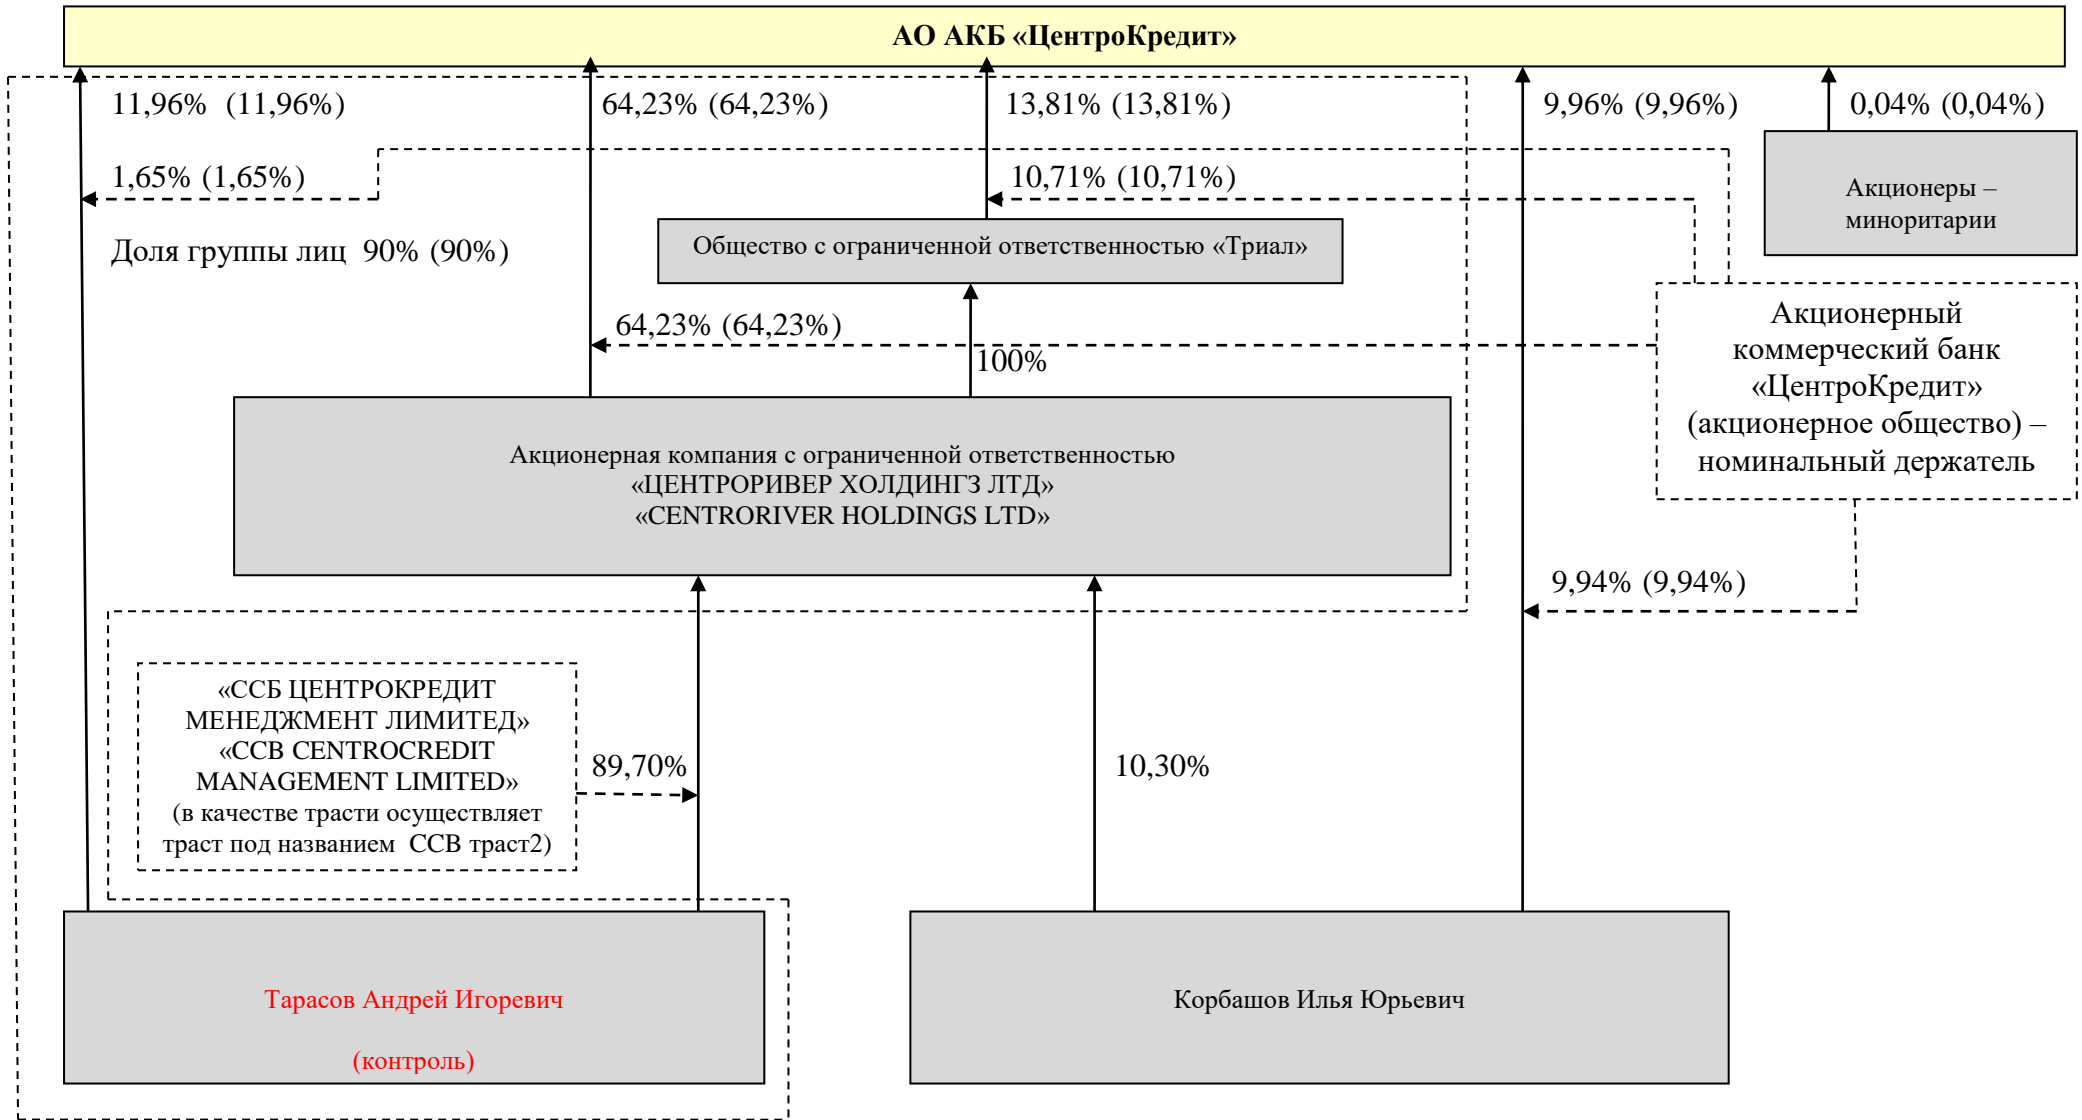 АО АКБ «ЦентроКредит»
11,96% (11,96%)
64,23% (64,23%)
13,81% (13,81%)
9,96% (9,96%)
0,04% (0,04%)
1,65% (1,65%)
10,71% (10,71%)
Акционеры –
миноритарии
Доля группы лиц 90% (90%)
Общество с ограниченной ответственностью «Триал»
64,23% (64,23%)
100%
Акционерный
коммерческий банк
«ЦентроКредит»
(акционерное общество) –
номинальный держатель
Акционерная компания с ограниченной ответственностью
«ЦЕНТРОРИВЕР ХОЛДИНГЗ ЛТД»
«CENTRORIVER HOLDINGS LTD»
9,94% (9,94%)
«ССБ ЦЕНТРОКРЕДИТ
МЕНЕДЖМЕНТ ЛИМИТЕД»
«CCB CENTROCREDIT
MANAGEMENT LIMITED»
(в качестве трасти осуществляет
траст под названием ССВ траст2)
89,70%
10,30%
Тарасов Андрей Игоревич
(контроль)
Корбашов Илья Юрьевич